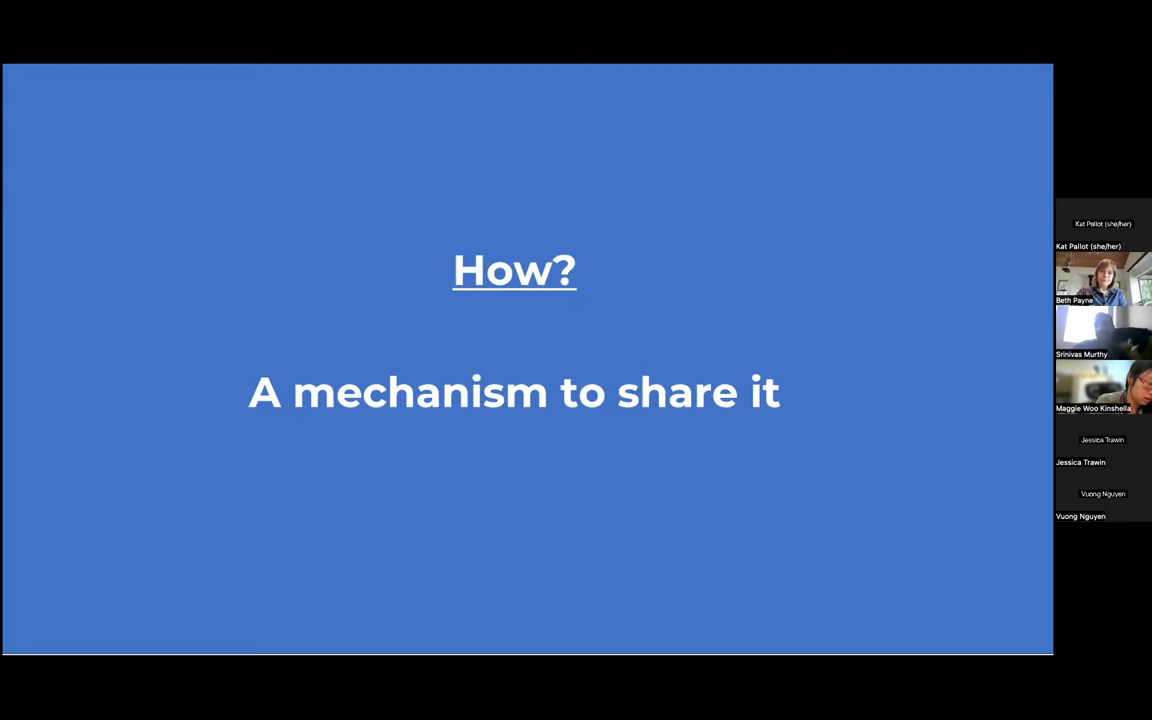 How?
A mechanism to share it
Kat Pallot (she/her)
Kat Pallot (she/her)
Beth Payne
Srinivas Murthy
Maggie Woo Kinshella
Jessica Trawin
Jessica Trawin
Vuong Nguyen
Vuong Nguyen